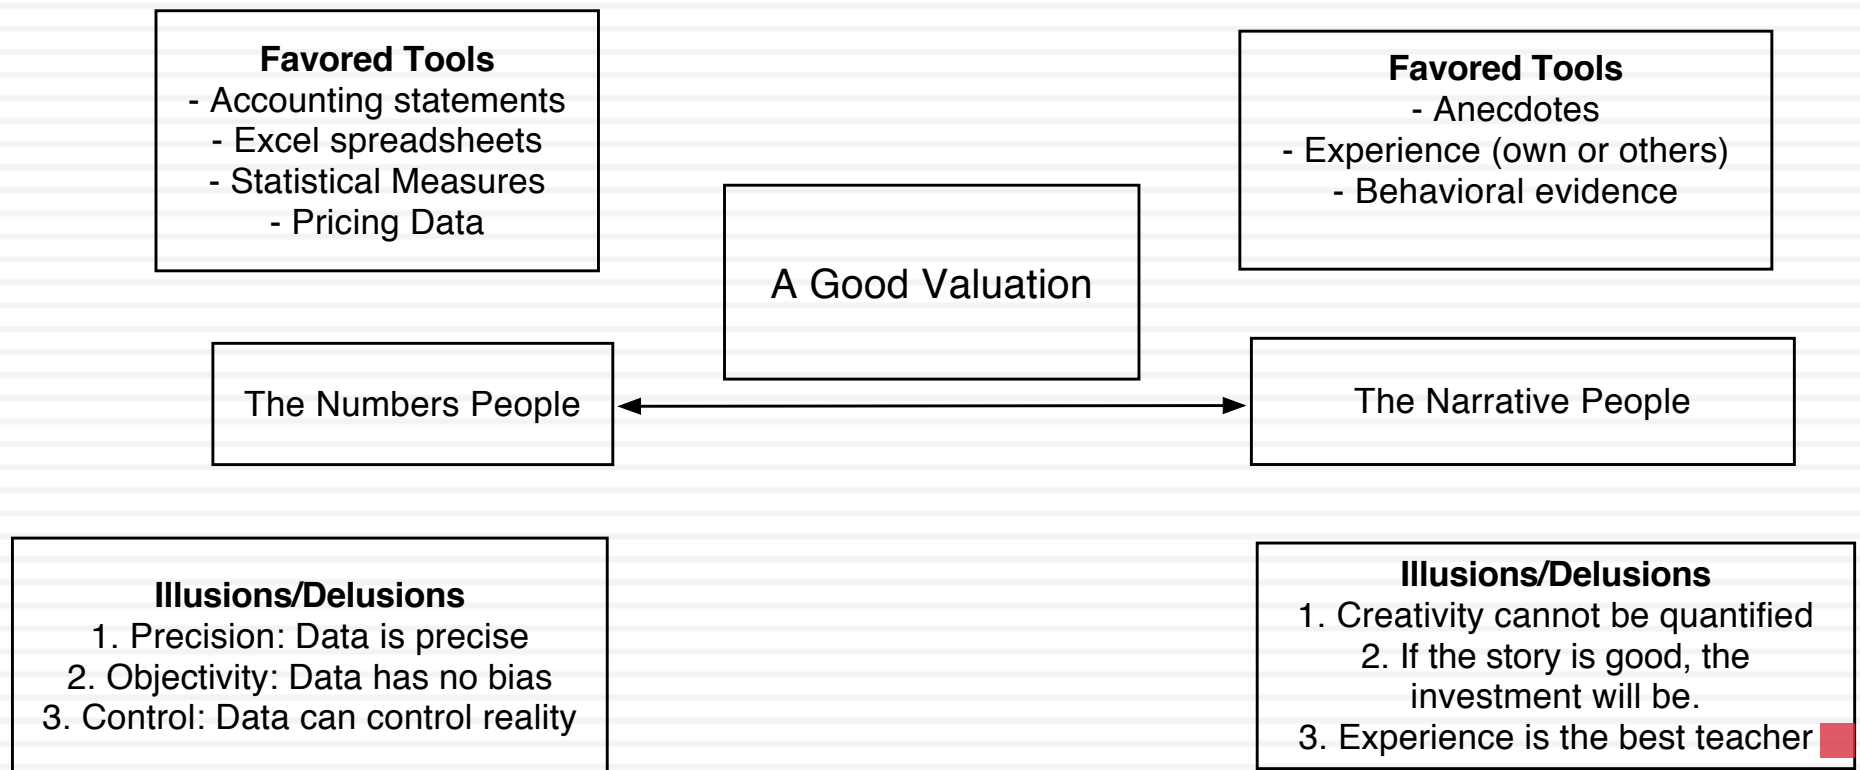 Favored Tools
- Accounting statements
- Excel spreadsheets
- Statistical Measures
- Pricing Data
Favored Tools
- Anecdotes
- Experience (own or others)
- Behavioral evidence
A Good Valuation
The Numbers People
The Narrative People
Illusions/Delusions
1. Precision: Data is precise
2. Objectivity: Data has no bias
3. Control: Data can control reality
Illusions/Delusions
1. Creativity cannot be quantified
2. If the story is good, the
investment will be.
3. Experience is the best teacher